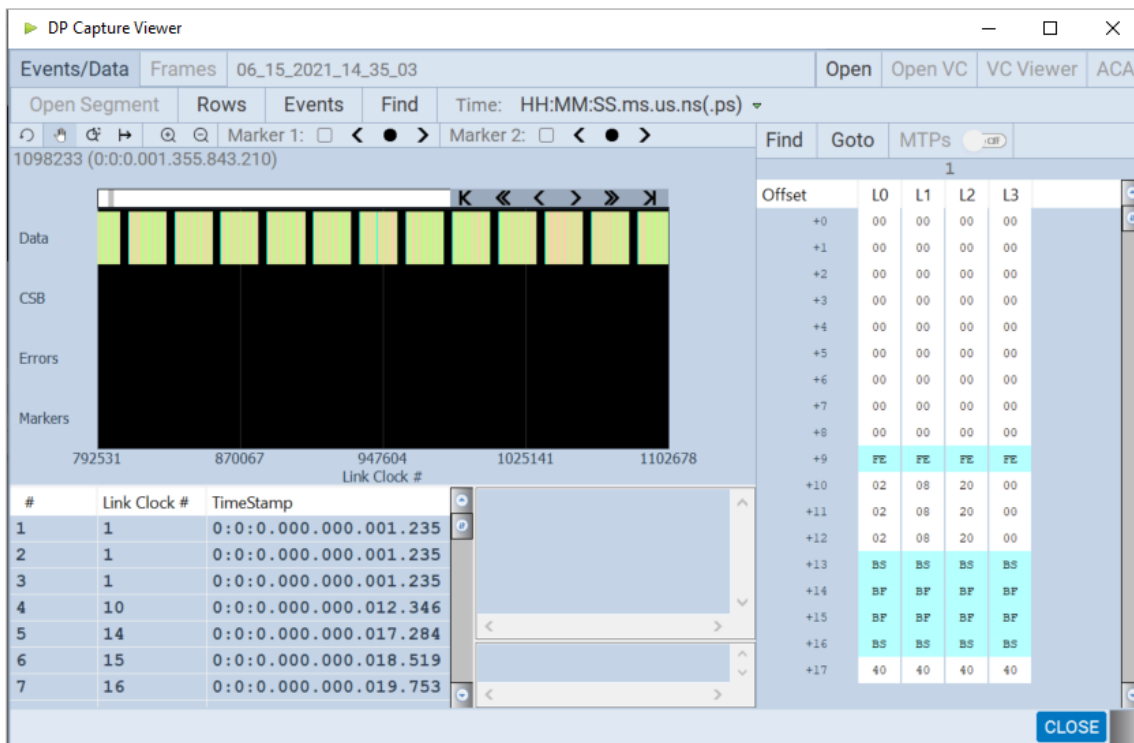 DP Capture Viewer
Events/Data Frames 06_15_2021_14_35_03 Open Open VC VC Viewer ACA
Open Segment Rows Events Find Time: HH:MM:SS.ms.us.ns(.ps)
Marker 1: Marker 2:
1098233 (0:0:0.001.355.843.210)
Data
CSB
Errors
Markers
792531 870067 947604 1025141 1102678
Link Clock #
# Link Clock # TimeStamp
1 1 0:0:0.000.000.001.235
2 1 0:0:0.000.000.001.235
3 1 0:0:0.000.000.001.235
4 10 0:0:0.000.000.012.346
5 14 0:0:0.000.000.017.284
6 15 0:0:0.000.000.018.519
7 16 0:0:0.000.000.019.753
Find Goto MTPs Off
1
Offset L0 L1 L2 L3
+0 00 00 00 00
+1 00 00 00 00
+2 00 00 00 00
+3 00 00 00 00
+4 00 00 00 00
+5 00 00 00 00
+6 00 00 00 00
+7 00 00 00 00
+8 00 00 00 00
+9 FE FE FE FE
+10 02 08 20 00
+11 02 08 20 00
+12 02 08 20 00
+13 BS BS BS BS
+14 BF BF BF BF
+15 BF BF BF BF
+16 BS BS BS BS
+17 40 40 40 40
CLOSE